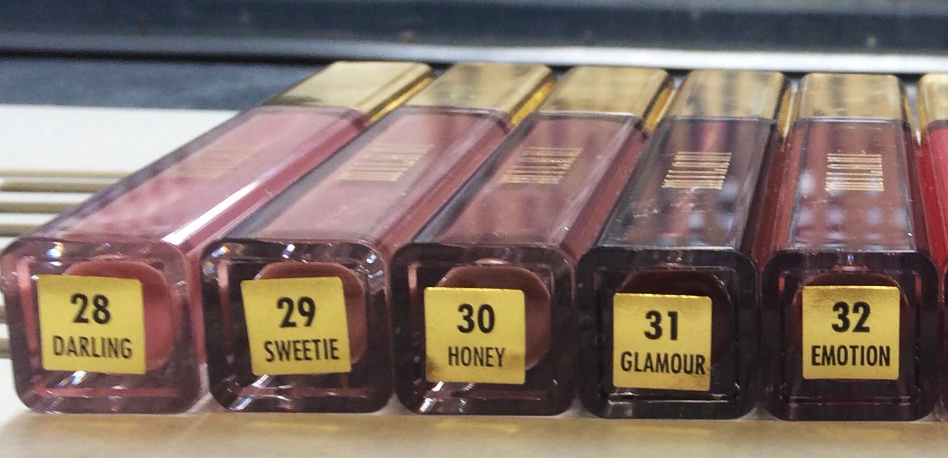 28
DARLING
29
SWEETIE
30
HONEY
31
GLAMOUR
32
EMOTION